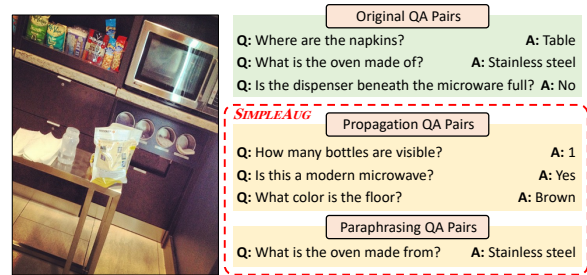 Original QA Pairs
Q: Where are the napkins? A: Table
Q: What is the oven made of? A: Stainless steel
Q: Is the dispenser beneath the microware full? A: No
SIMPLEAUG
Propagation QA Pairs
Q: How many bottles are visible? A: 1
Q: Is this a modern microwave? A: Yes
Q: What color is the floor? A: Brown
Paraphrasing QA Pairs
Q: What is the oven made from? A: Stainless steel